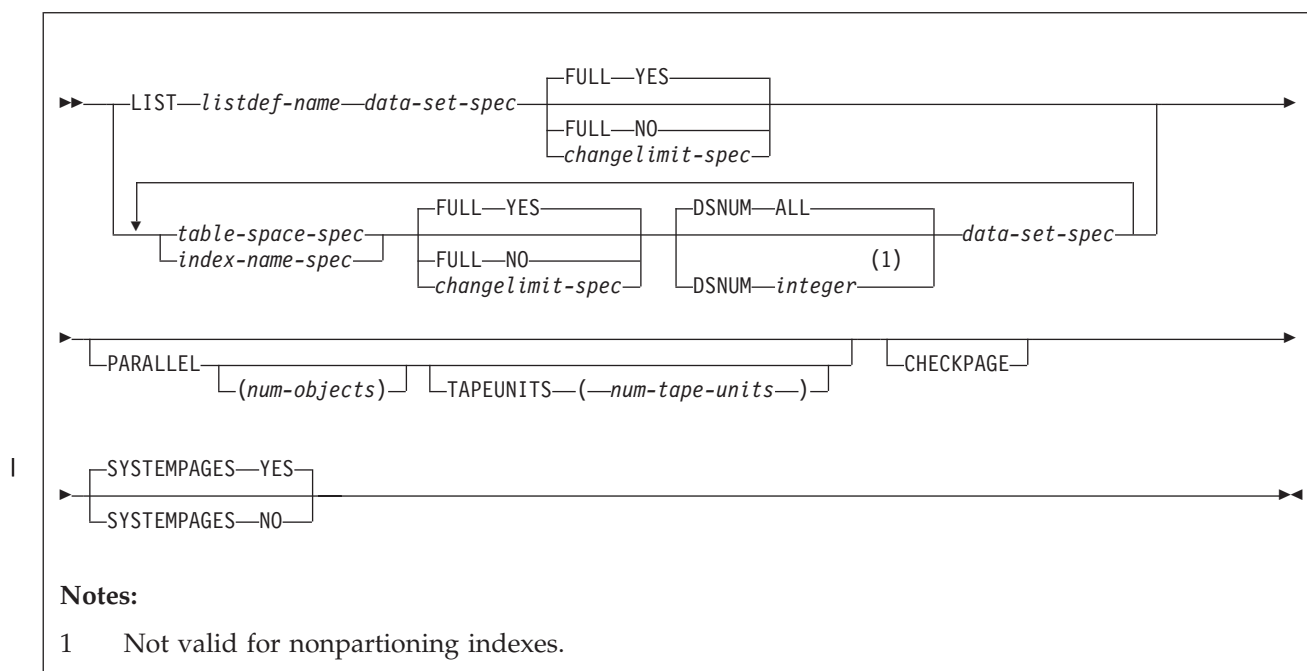 FULL YES
LIST listdef-name data-set-spec
FULL NO
changelimit-spec
FULL YES DSNUM ALL
table-space-spec data-set-spec
index-name-spec FULL NO (1)
changelimit-spec DSNUM integer
PARALLEL CHECKPAGE
(num-objects) TAPEUNITS ( num-tape-units )
SYSTEMPAGES YES
SYSTEMPAGES NO
Notes:
1 Not valid for nonpartioning indexes.